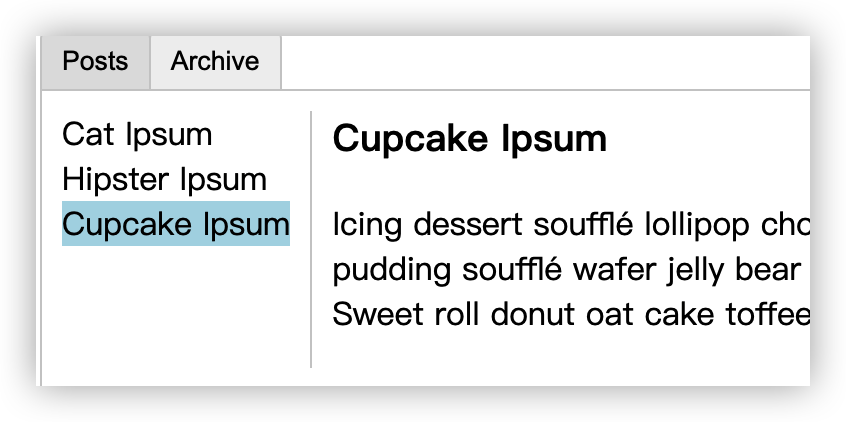 Posts Archive
Cat Ipsum
Hipster Ipsum
Cupcake Ipsum
Cupcake Ipsum
Icing dessert soufflé lollipop
pudding soufflé wafer jelly bear
Sweet roll donut oat cake toffee